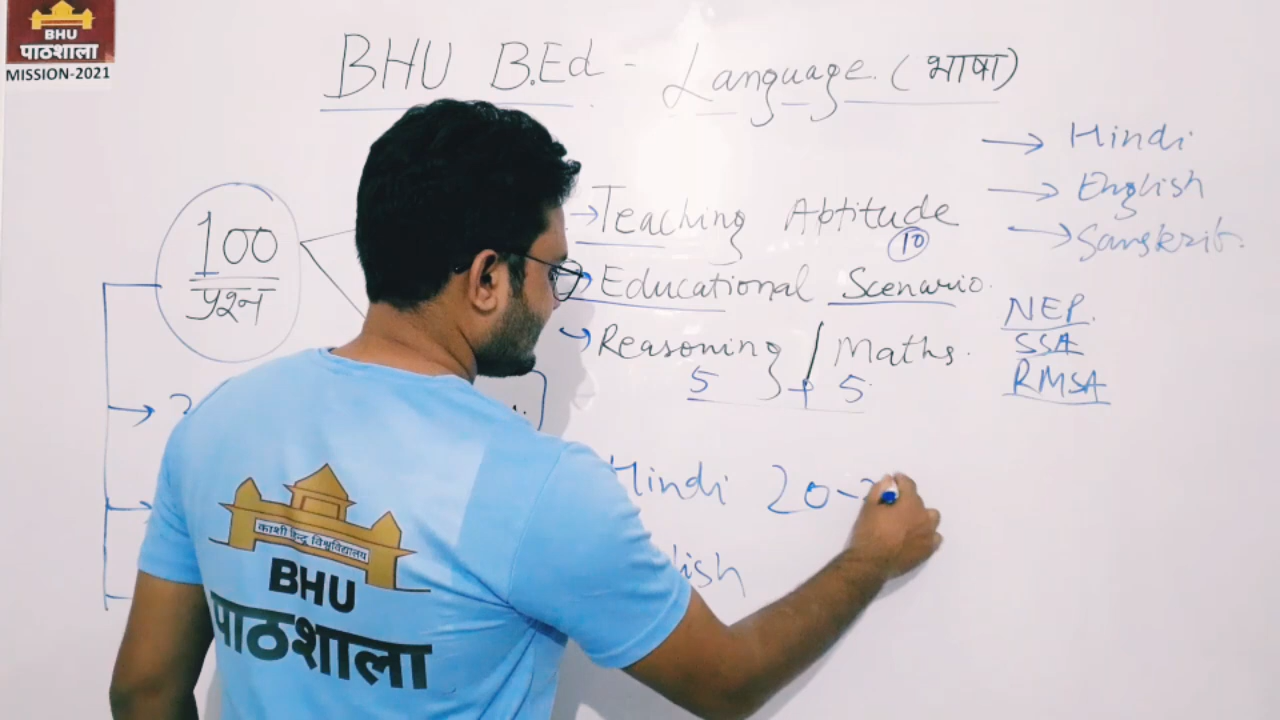 BHU
पाठशाला
MISSION-2021
BHU B.Ed - Language (भाषा)
→ Hindi
→ English
→ Sanskrit.
100
प्रश्न
→ Teaching Aptitude
10
Educational Scenario.
→ Reasoning / Maths.
5 + 5
NEP.
SSA
RMSA
Hindi 20-
lish
काशी हिन्दू विश्वविद्यालय
BHU
पाठशाला